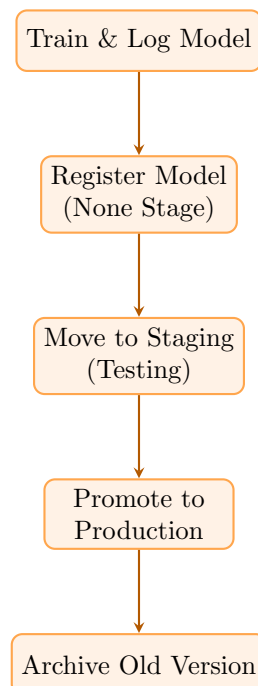 Train & Log Model
Register Model
(None Stage)
Move to Staging
(Testing)
Promote to
Production
Archive Old Version